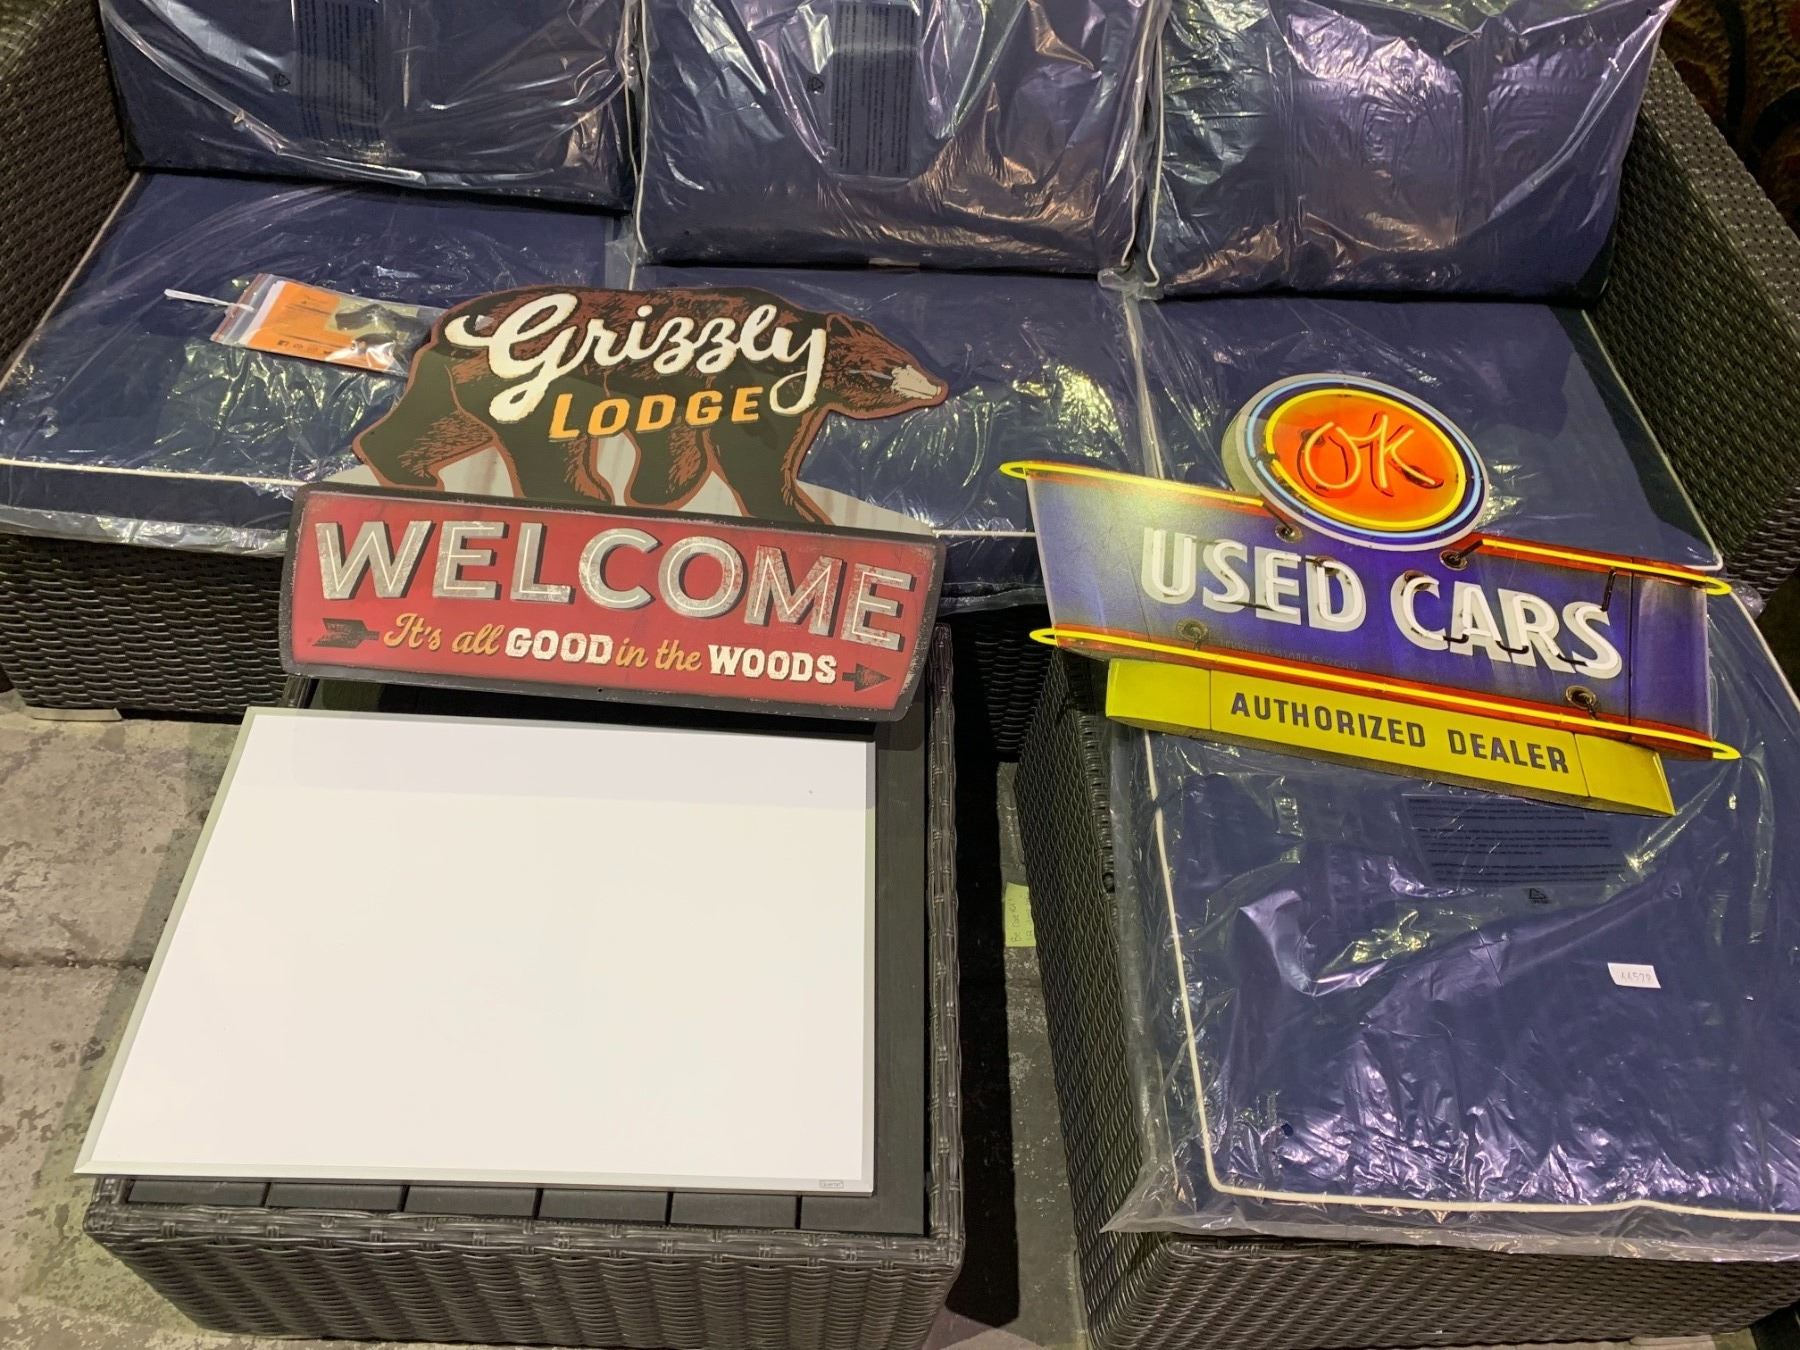 Grizzly
LODGE
WELCOME
It's all GOOD in the WOODS
OK
USED CARS
AUTHORIZED DEALER